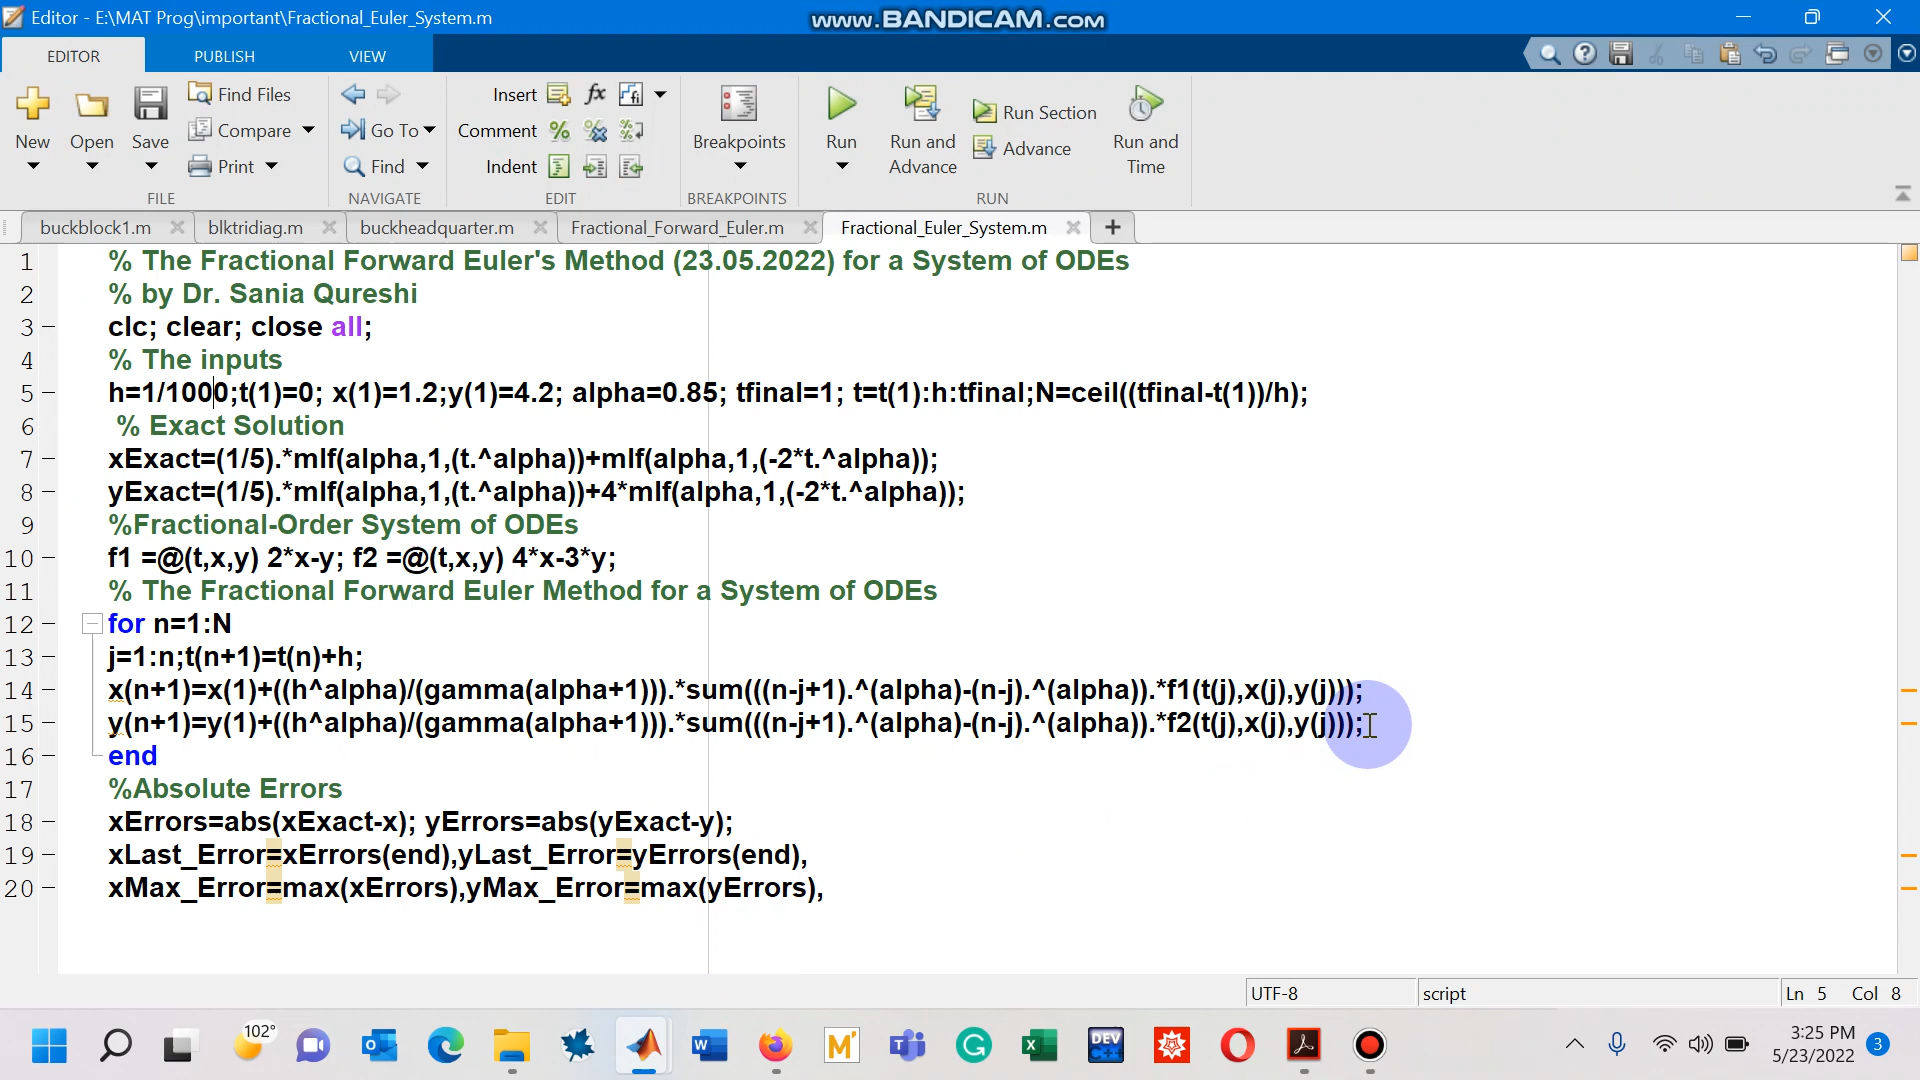 Editor - E:\MAT Prog\important\Fractional_Euler_System.m
www.BANDICAM.com
EDITOR PUBLISH VIEW
New Open Save Find Files Compare Print
FILE
Go To Find
NAVIGATE
Insert fx
Comment
Indent
EDIT
Breakpoints
BREAKPOINTS
Run Run and Advance Run Section Advance Run and Time
RUN
buckblock1.m blktridiag.m buckheadquarter.m Fractional_Forward_Euler.m Fractional_Euler_System.m
1 % The Fractional Forward Euler's Method (23.05.2022) for a System of ODEs
2 % by Dr. Sania Qureshi
3 clc; clear; close all;
4 % The inputs
5 h=1/1000;t(1)=0; x(1)=1.2;y(1)=4.2; alpha=0.85; tfinal=1; t=t(1):h:tfinal;N=ceil((tfinal-t(1))/h);
6 % Exact Solution
7 xExact=(1/5).*mlf(alpha,1,(t.^alpha))+mlf(alpha,1,(-2*t.^alpha));
8 yExact=(1/5).*mlf(alpha,1,(t.^alpha))+4*mlf(alpha,1,(-2*t.^alpha));
9 %Fractional-Order System of ODEs
10 f1 =@(t,x,y) 2*x-y; f2 =@(t,x,y) 4*x-3*y;
11 % The Fractional Forward Euler Method for a System of ODEs
12 for n=1:N
13 j=1:n;t(n+1)=t(n)+h;
14 x(n+1)=x(1)+((h^alpha)/(gamma(alpha+1))).*sum(((n-j+1).^(alpha)-(n-j).^(alpha)).*f1(t(j),x(j),y(j)));
15 y(n+1)=y(1)+((h^alpha)/(gamma(alpha+1))).*sum(((n-j+1).^(alpha)-(n-j).^(alpha)).*f2(t(j),x(j),y(j)));
16 end
17 %Absolute Errors
18 xErrors=abs(xExact-x); yErrors=abs(yExact-y);
19 xLast_Error=xErrors(end),yLast_Error=yErrors(end),
20 xMax_Error=max(xErrors),yMax_Error=max(yErrors),
UTF-8 script Ln 5 Col 8
102°
DEV C++
3:25 PM
5/23/2022
3